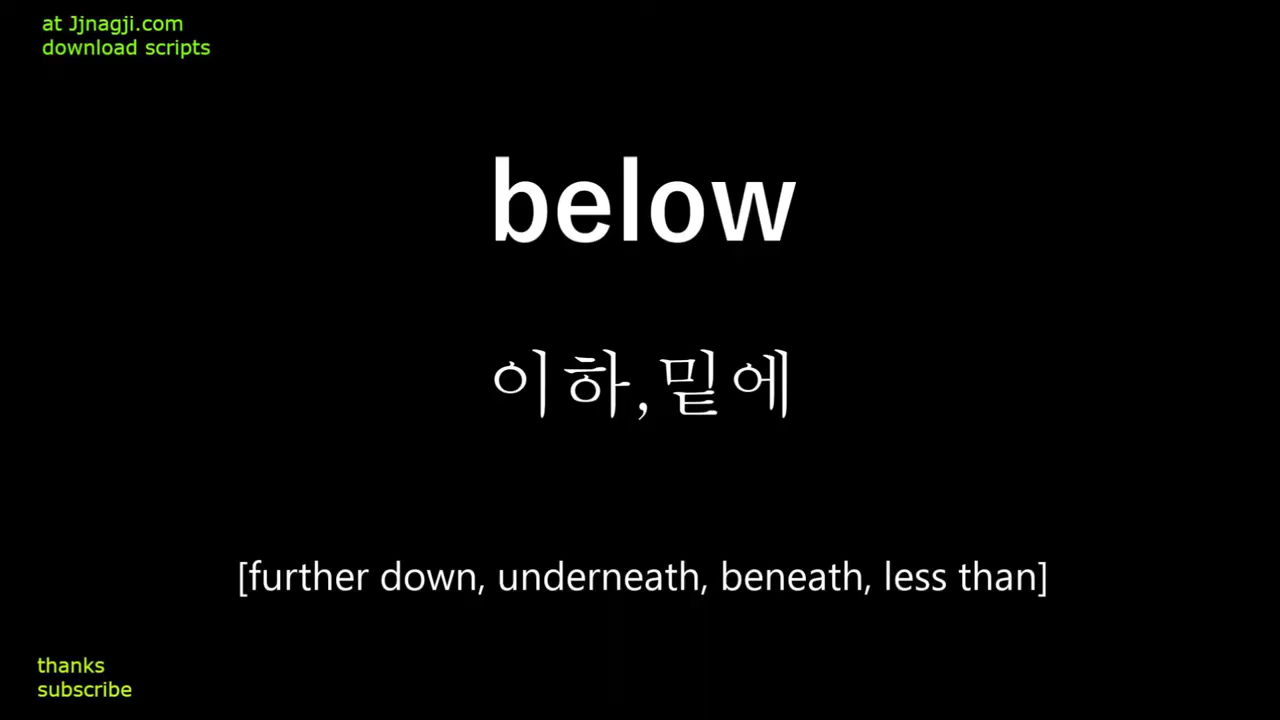 at Jjnagji.com
download scripts
below
이하,밑에
[further down, underneath, beneath, less than]
thanks
subscribe